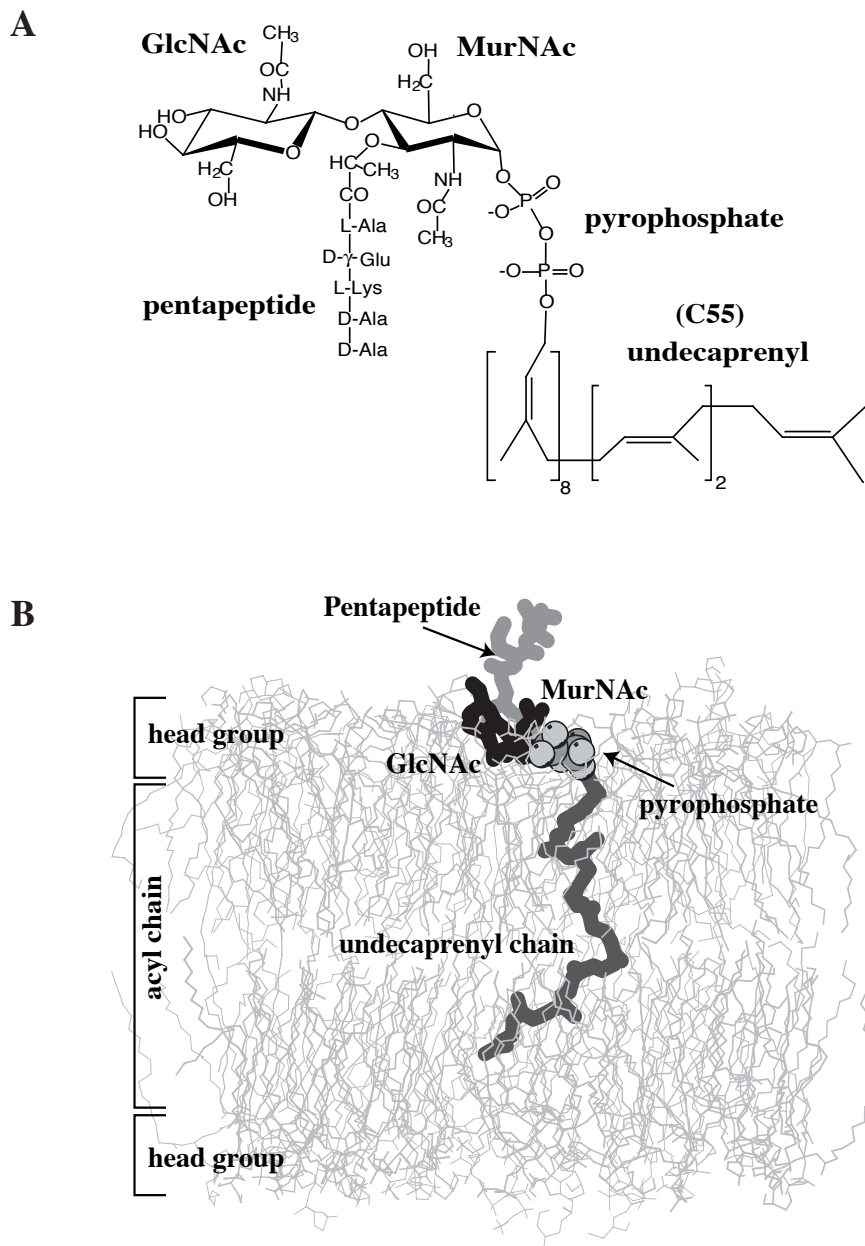 A
GlcNAc
MurNAc
CH3
OC
NH
HO
HO
O
H2C
OH
O
OH
H2C
O
O
HC
CH3
CO
L-Ala
D-γ-Glu
L-Lys
D-Ala
D-Ala
pentapeptide
NH
OC
CH3
O
P
O
-O
O
-O
P
O
O
pyrophosphate
(C55)
undecaprenyl
8
2
B
Pentapeptide
MurNAc
head group
GlcNAc
pyrophosphate
acyl chain
undecaprenyl chain
head group